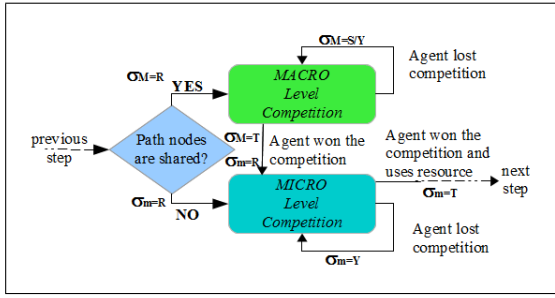 σM=S/Y
Agent lost
competition
σM=R
YES
MACRO
Level
Competition
previous
step
Path nodes
are shared?
σM=T
σm=R
Agent won the
competition
Agent won the
competition and
uses resource
σm=T
next
step
σm=R
NO
MICRO
Level
Competition
Agent lost
competition
σm=Y